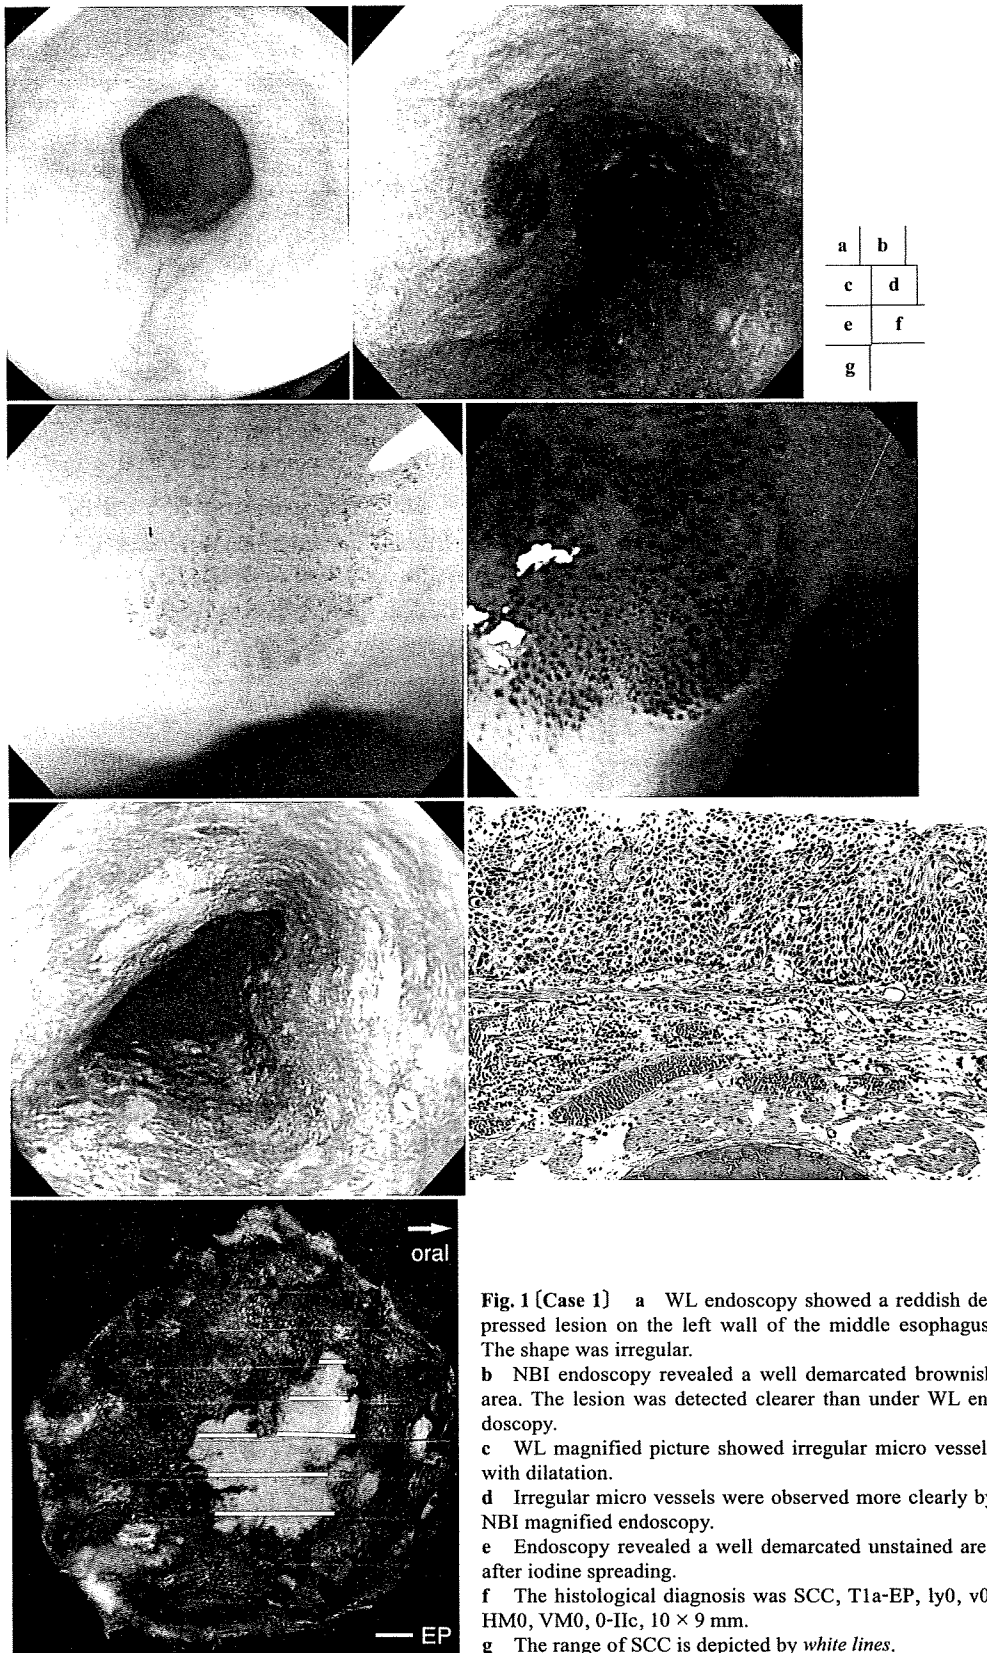 a b
c d
e f
g
oral
EP
Fig. 1 [Case 1] a WL endoscopy showed a reddish de-
pressed lesion on the left wall of the middle esophagus
The shape was irregular.
b NBI endoscopy revealed a well demarcated brownish
area. The lesion was detected clearer than under WL en
doscopy.
c WL magnified picture showed irregular micro vessel
with dilatation.
d Irregular micro vessels were observed more clearly by
NBI magnified endoscopy.
e Endoscopy revealed a well demarcated unstained are
after iodine spreading.
f The histological diagnosis was SCC, T1a-EP, ly0, v0
HM0, VM0, 0-IIc, 10 × 9 mm.
g The range of SCC is depicted by white lines.